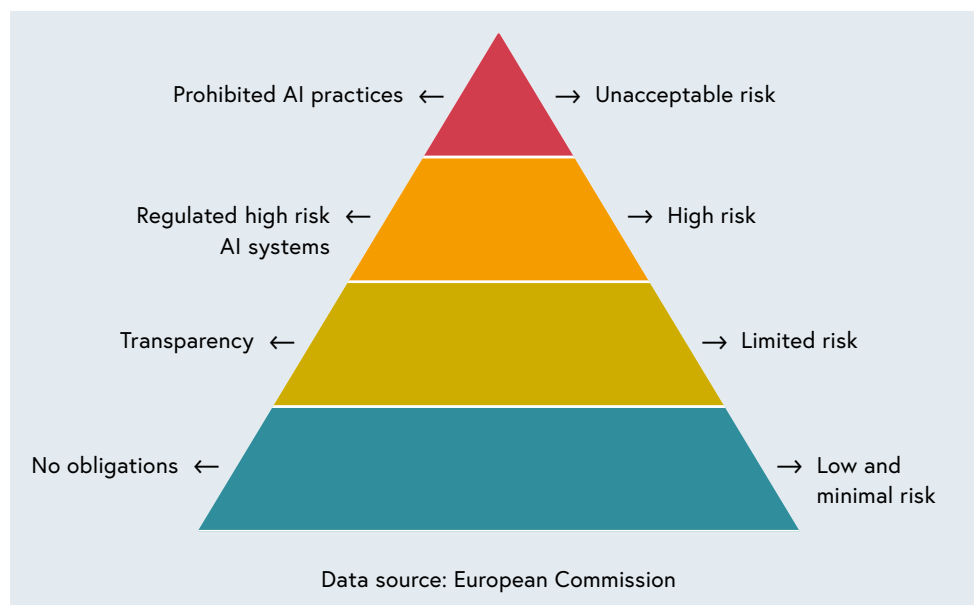 Prohibited AI practices ← → Unacceptable risk
Regulated high risk ← → High risk
AI systems
Transparency ← → Limited risk
No obligations ← → Low and
minimal risk
Data source: European Commission